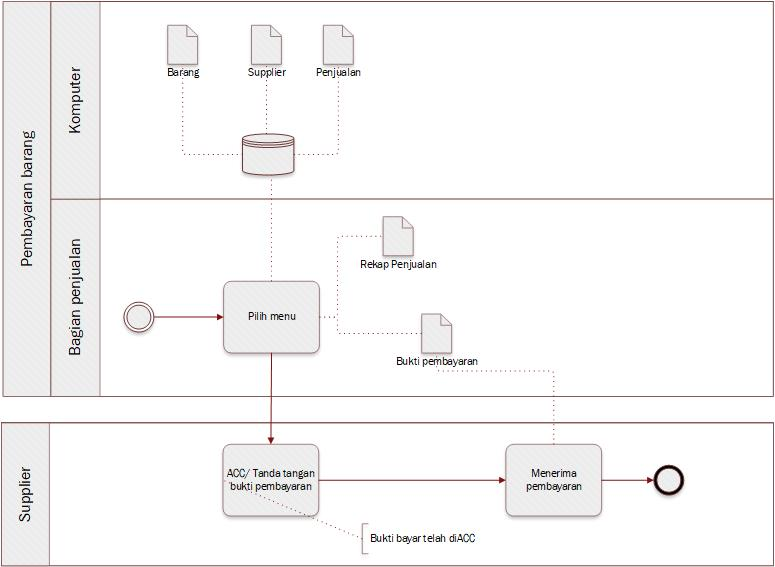 Pembayaran barang
Komputer
Barang
Supplier
Penjualan
Bagian penjualan
Rekap Penjualan
Pilih menu
Bukti pembayaran
Supplier
ACC/ Tanda tangan
bukti pembayaran
Menerima
pembayaran
Bukti bayar telah diACC